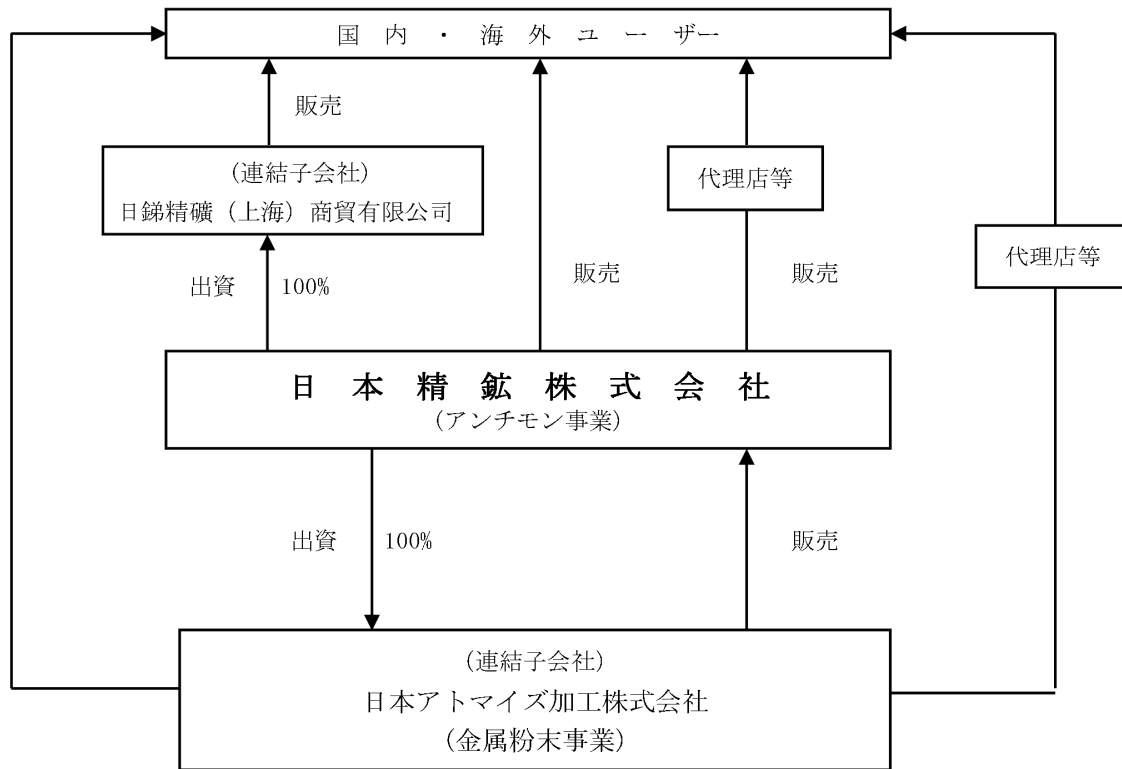 国内・海外ユーザー
販売
(連結子会社)
日銻精礦（上海）商貿有限公司
代理店等
代理店等
出資 100%
販売
販売
日本精鉱株式会社
(アンチモン事業)
出資 100%
販売
(連結子会社)
日本アトマイズ加工株式会社
(金属粉末事業)